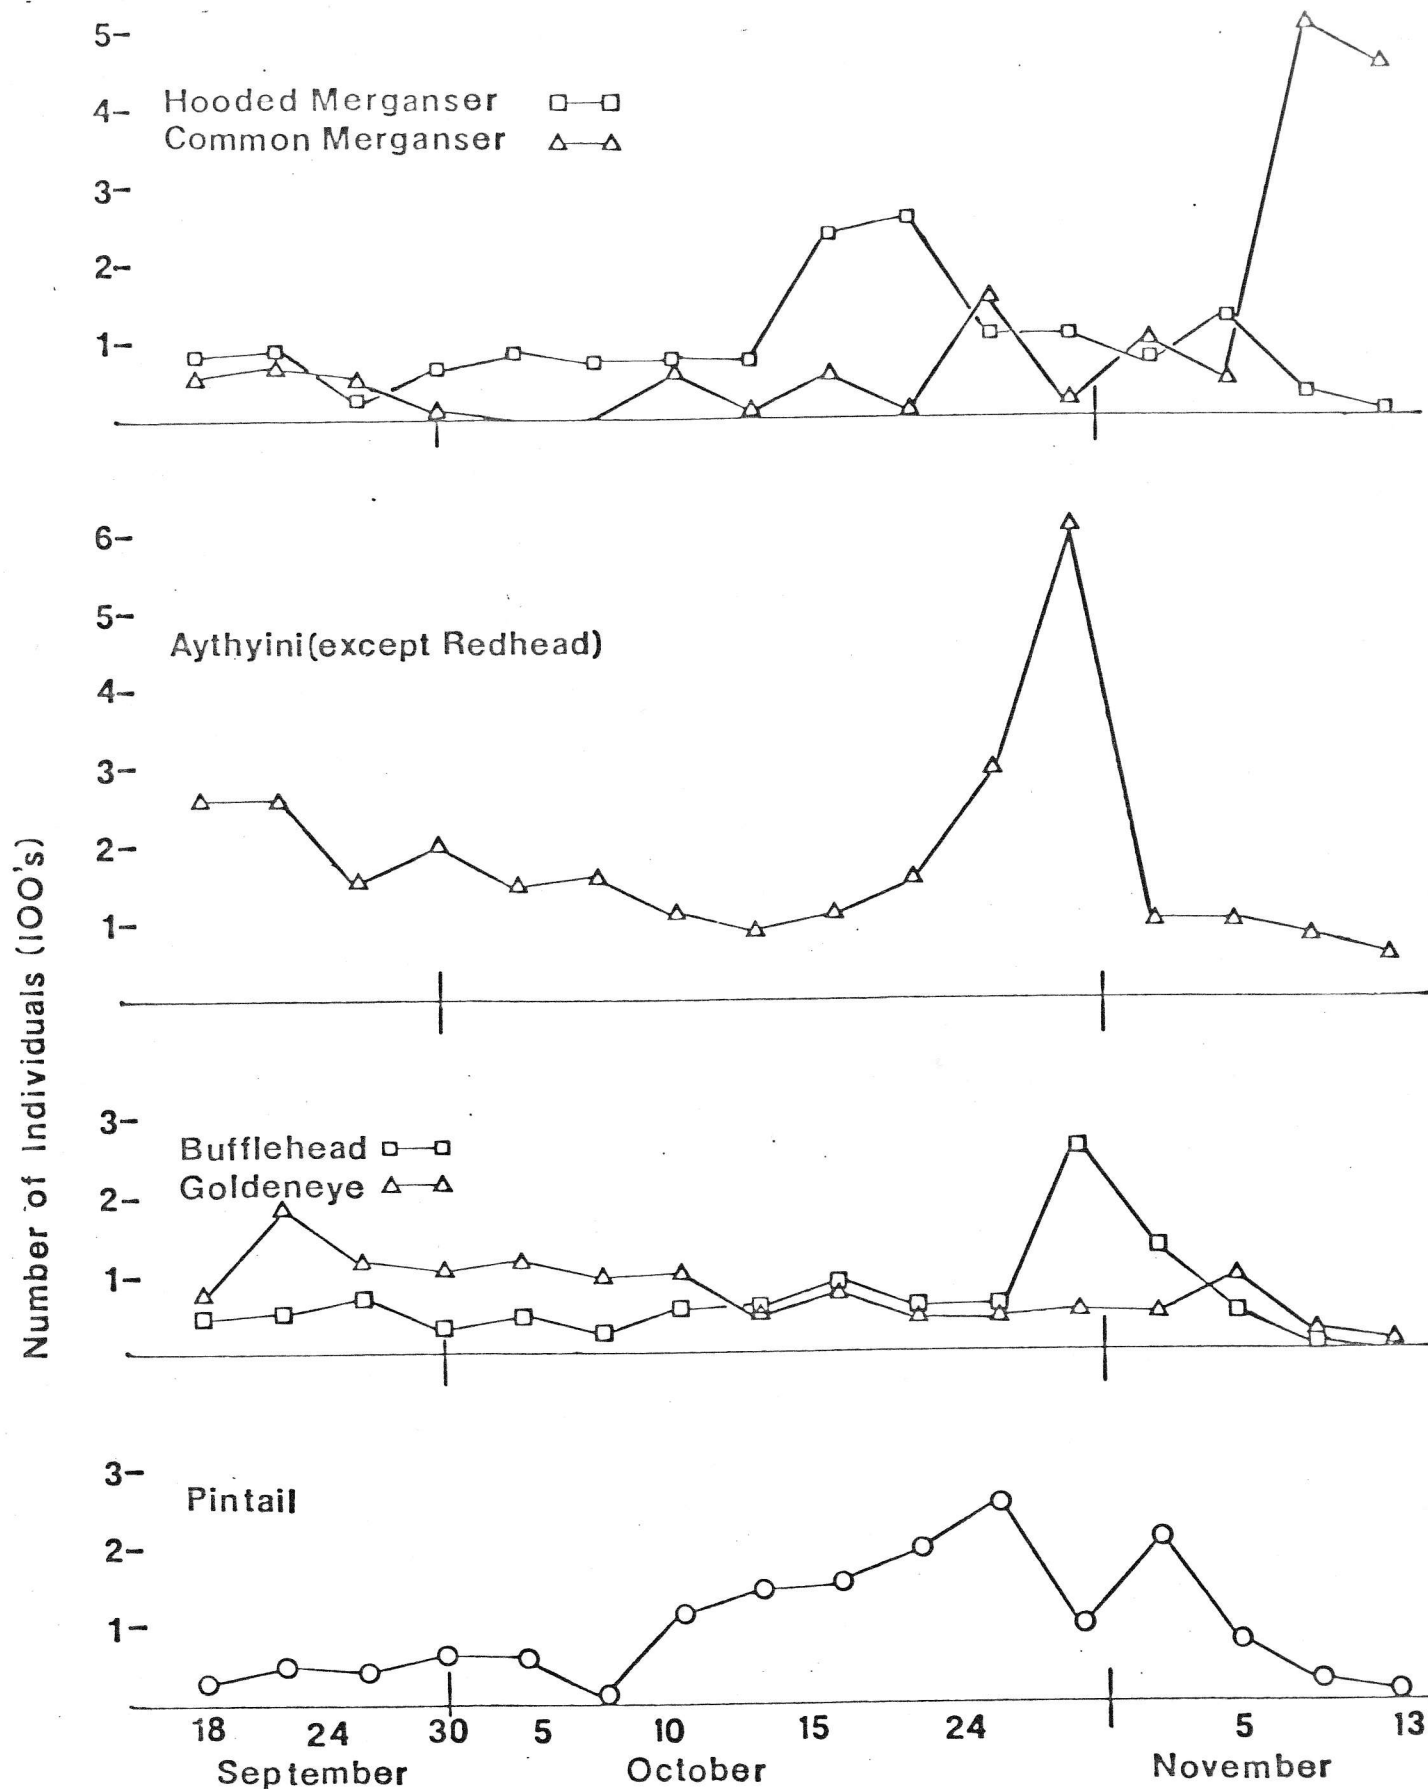 5-
Hooded Merganser
4-
Common Merganser
3-
2-
1-
6-
5-
Aythyini(except Redhead)
4-
3-
2-
1-
Number of Individuals (100's)
3-
Bufflehead
Goldeneye
2-
1-
3-
Pintail
2-
1-
18 24 30 5 10 15 24 5 13
September October November